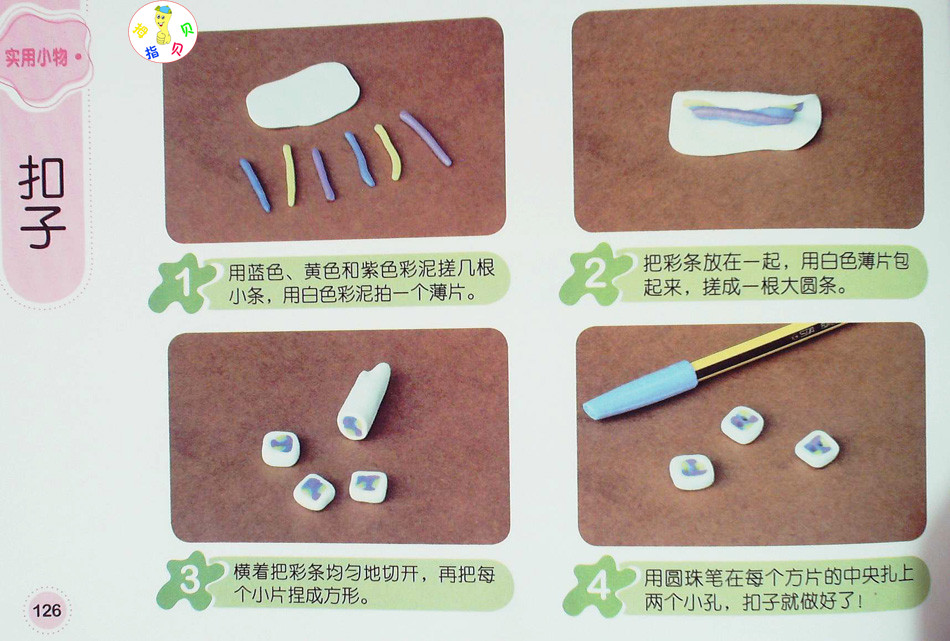 实用小物
扣子
拇指贝贝
1
用蓝色、黄色和紫色彩泥搓几根
小条，用白色彩泥拍一个薄片。
2
把彩条放在一起，用白色薄片包
起来，搓成一根大圆条。
3
横着把彩条均匀地切开，再把每
个小片捏成方形。
4
用圆珠笔在每个方片的中央扎上
两个小孔，扣子就做好了！
126